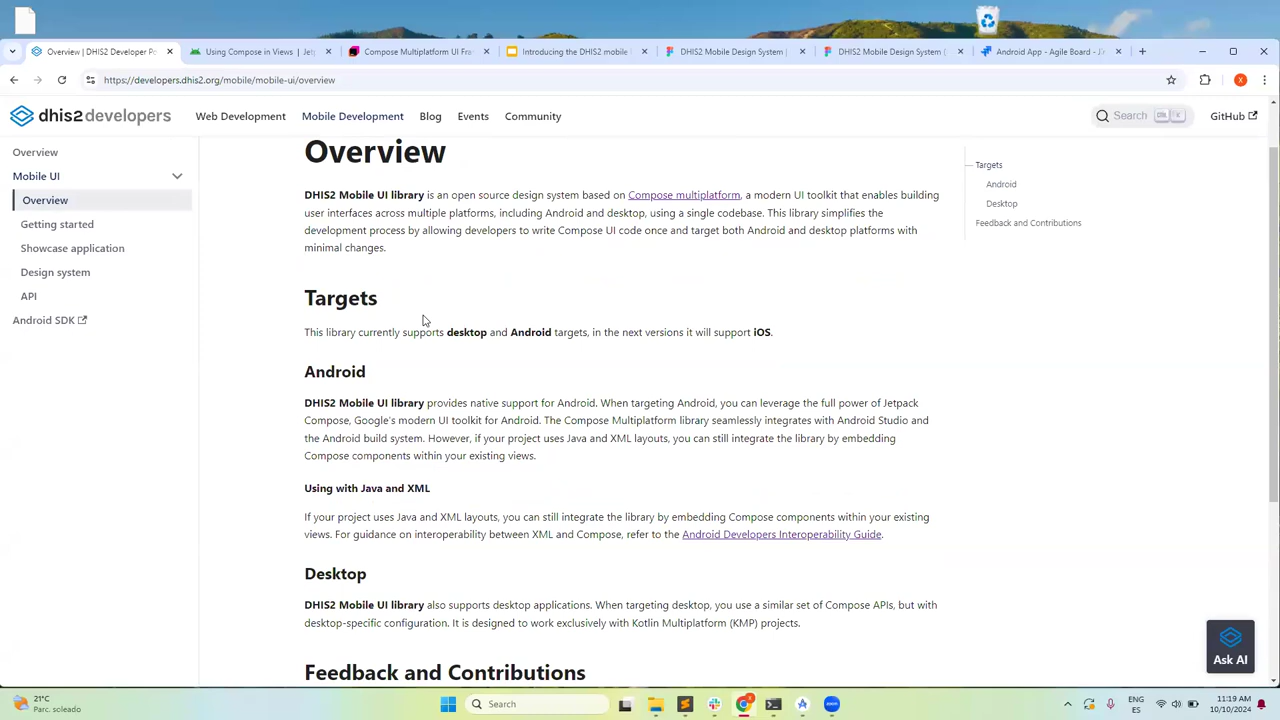 Overview | DHIS2 Developer Po
Using Compose in Views | Jet
Compose Multiplatform UI Fra
Introducing the DHIS2 mobile
DHIS2 Mobile Design System
DHIS2 Mobile Design System (
Android App - Agile Board - Ji
https://developers.dhis2.org/mobile/mobile-ui/overview
dhis2developers
Web Development
Mobile Development
Blog
Events
Community
Search
GitHub
Overview
Mobile UI
Overview
Getting started
Showcase application
Design system
API
Android SDK
Overview
DHIS2 Mobile UI library is an open source design system based on Compose multiplatform, a modern UI toolkit that enables building
user interfaces across multiple platforms, including Android and desktop, using a single codebase. This library simplifies the
development process by allowing developers to write Compose UI code once and target both Android and desktop platforms with
minimal changes.
Targets
This library currently supports desktop and Android targets, in the next versions it will support iOS.
Android
DHIS2 Mobile UI library provides native support for Android. When targeting Android, you can leverage the full power of Jetpack
Compose, Google's modern UI toolkit for Android. The Compose Multiplatform library seamlessly integrates with Android Studio and
the Android build system. However, if your project uses Java and XML layouts, you can still integrate the library by embedding
Compose components within your existing views.
Using with Java and XML
If your project uses Java and XML layouts, you can still integrate the library by embedding Compose components within your existing
views. For guidance on interoperability between XML and Compose, refer to the Android Developers Interoperability Guide.
Desktop
DHIS2 Mobile UI library also supports desktop applications. When targeting desktop, you use a similar set of Compose APIs, but with
desktop-specific configuration. It is designed to work exclusively with Kotlin Multiplatform (KMP) projects.
Feedback and Contributions
Targets
Android
Desktop
Feedback and Contributions
Ask AI
21°C
Parc. soleado
Search
zoom
ENG
ES
11:19 AM
10/10/2024